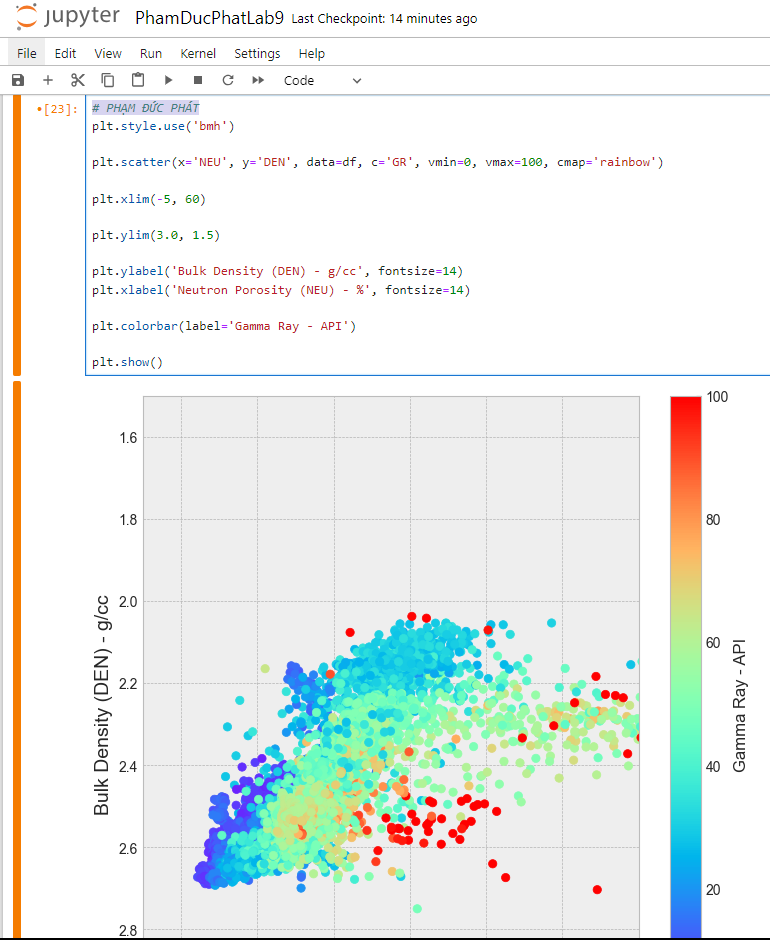 jupyter PhamDucPhatLab9 Last Checkpoint: 14 minutes ago
File Edit View Run Kernel Settings Help
Code
•[23]: # PHẠM ĐỨC PHÁT
plt.style.use('bmh')
plt.scatter(x='NEU', y='DEN', data=df, c='GR', vmin=0, vmax=100, cmap='rainbow')
plt.xlim(-5, 60)
plt.ylim(3.0, 1.5)
plt.ylabel('Bulk Density (DEN) - g/cc', fontsize=14)
plt.xlabel('Neutron Porosity (NEU) - %', fontsize=14)
plt.colorbar(label='Gamma Ray - API')
plt.show()
1.6
1.8
2.0
2.2
2.4
2.6
2.8
Bulk Density (DEN) - g/cc
100
80
60
40
20
Gamma Ray - API